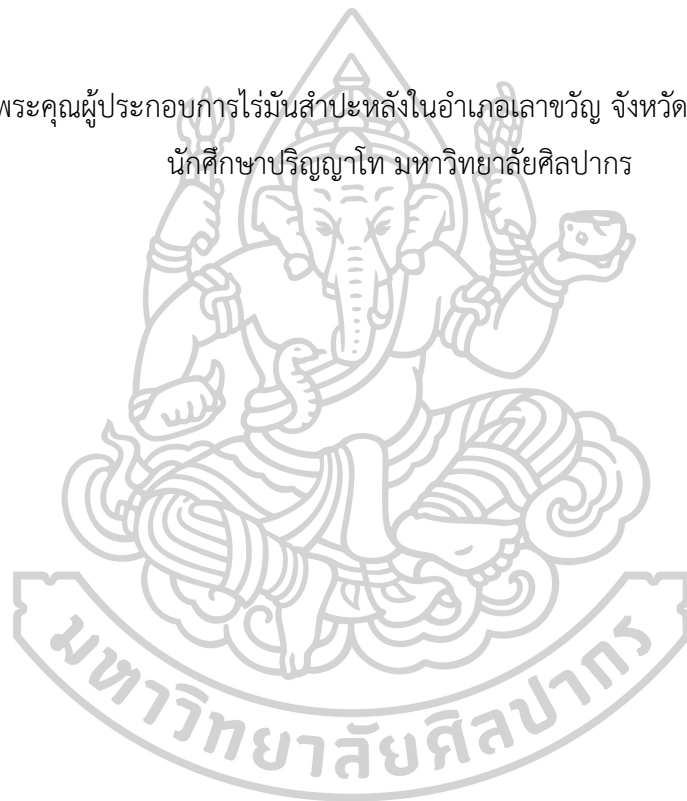 พระคุณผู้ประกอบการไร่มันสำปะหลังในอำเภอเลาขวัญ จังหวัด
นักศึกษาปริญญาโท มหาวิทยาลัยศิลปากร
มหาวิทยาลัยศิลปากร